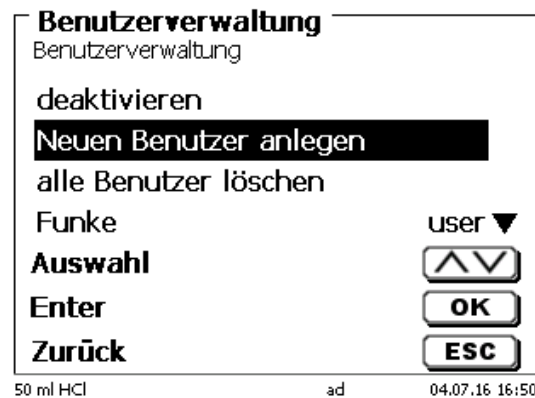 Benutzerverwaltung
Benutzerverwaltung
deaktivieren
Neuen Benutzer anlegen
alle Benutzer löschen
Funke user ▼
Auswahl
Enter OK
Zurück ESC
50 ml HCl ad 04.07.16 16:50